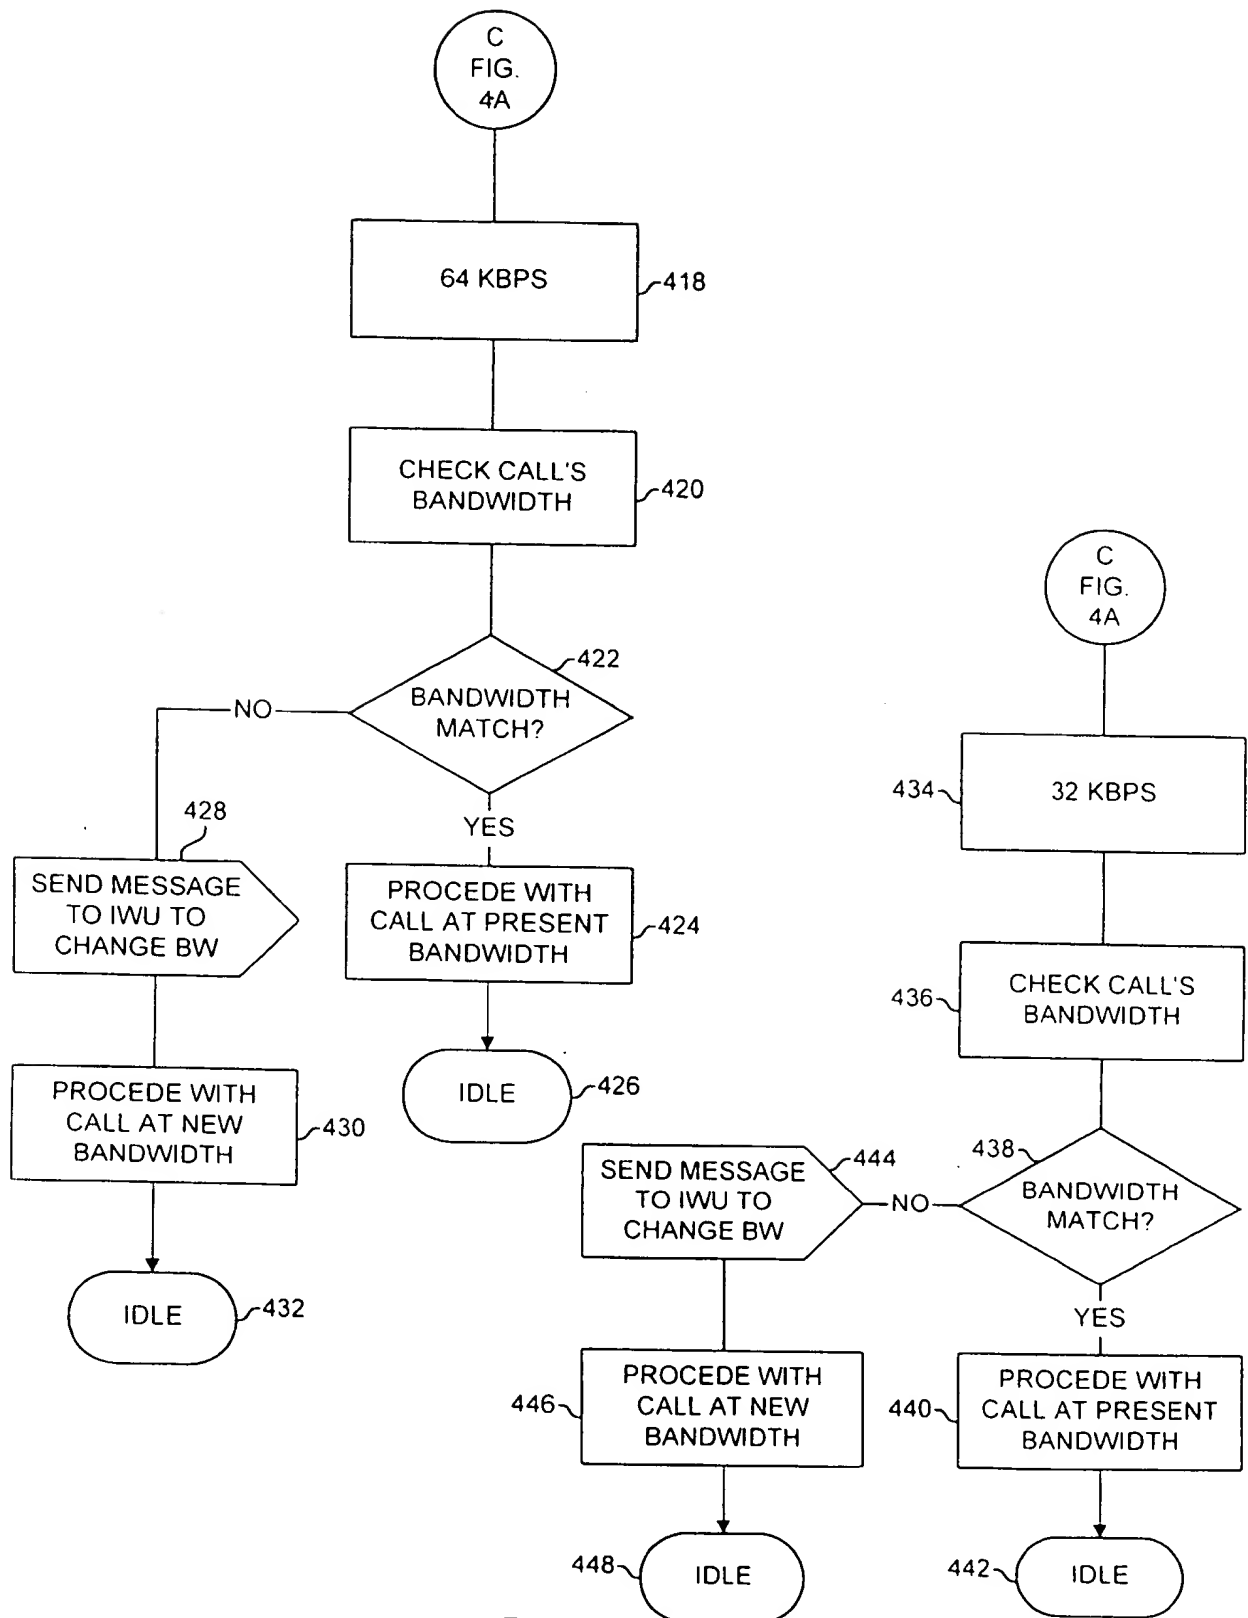 C
FIG.
4A
64 KBPS
418
CHECK CALL'S
BANDWIDTH
420
422
BANDWIDTH
MATCH?
NO
YES
428
SEND MESSAGE
TO IWU TO
CHANGE BW
PROCEDE WITH
CALL AT PRESENT
BANDWIDTH
424
IDLE
426
PROCEDE WITH
CALL AT NEW
BANDWIDTH
430
IDLE
432
C
FIG.
4A
434
32 KBPS
436
CHECK CALL'S
BANDWIDTH
438
BANDWIDTH
MATCH?
NO
YES
444
SEND MESSAGE
TO IWU TO
CHANGE BW
446
PROCEDE WITH
CALL AT NEW
BANDWIDTH
440
PROCEDE WITH
CALL AT PRESENT
BANDWIDTH
448
IDLE
442
IDLE